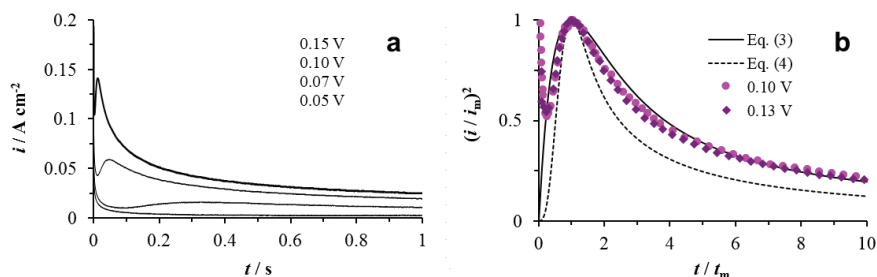 a
0.2
0.15
0.1
0.05
0
i / A cm-2
0.15 V
0.10 V
0.07 V
0.05 V
0
0.2
0.4
0.6
0.8
1
t / s
b
1
0.5
0
(i / im)2
Eq. (3)
Eq. (4)
0.10 V
0.13 V
0
2
4
6
8
10
t / tm